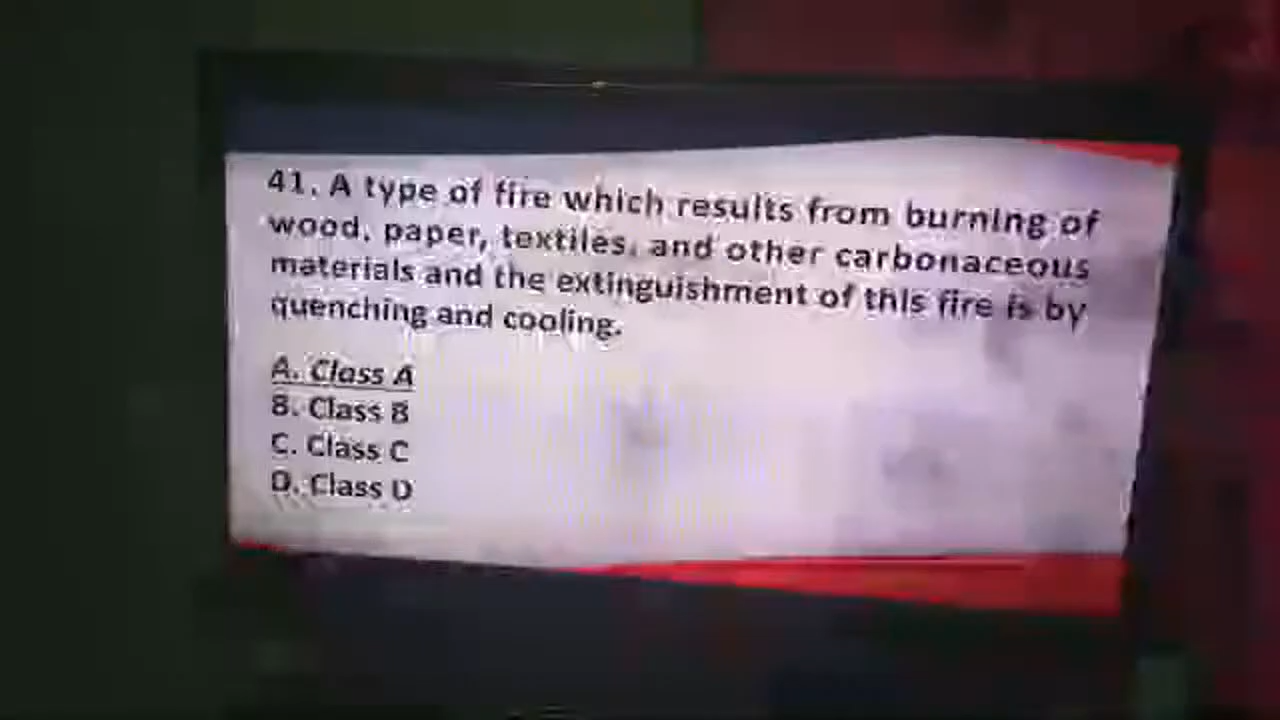 41. A type of fire which results from burning of
wood, paper, textiles, and other carbonaceous
materials and the extinguishment of this fire is by
quenching and cooling.
A. Class A
B. Class B
C. Class C
D. Class D